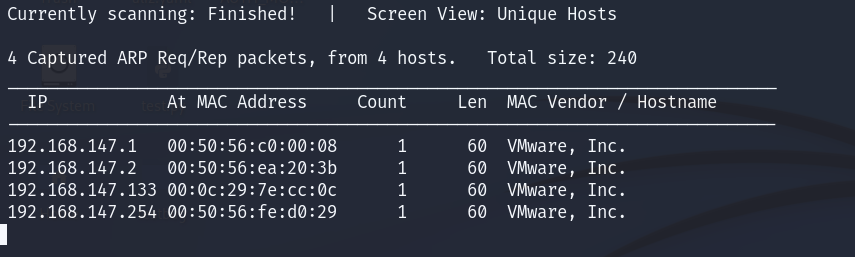 Currently scanning: Finished!   |   Screen View: Unique Hosts
4 Captured ARP Req/Rep packets, from 4 hosts.   Total size: 240
IP            At MAC Address     Count     Len  MAC Vendor / Hostname
192.168.147.1   00:50:56:c0:00:08      1      60  VMware, Inc.
192.168.147.2   00:50:56:ea:20:3b      1      60  VMware, Inc.
192.168.147.133 00:0c:29:7e:cc:0c      1      60  VMware, Inc.
192.168.147.254 00:50:56:fe:d0:29      1      60  VMware, Inc.